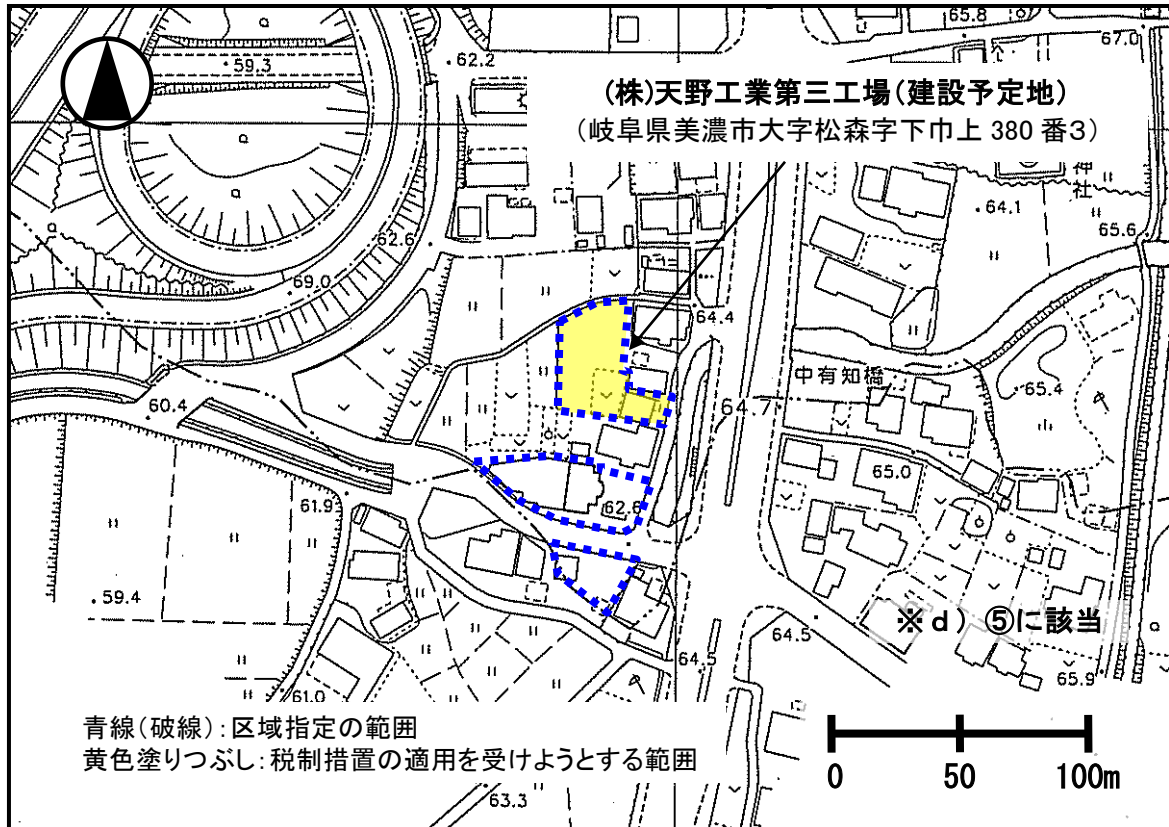 65.8
67.0
59.3
62.2
(株)天野工業第三工場(建設予定地)
(岐阜県美濃市大字松森字下巾上 380 番3)
神社
64.1
62.6
65.6
69.0
64.4
中有知橋
65.4
60.4
64.7
65.0
61.9
62.6
59.4
※d) ⑤に該当
64.5
64.5
65.9
61.0
青線(破線):区域指定の範囲
黄色塗りつぶし:税制措置の適用を受けようとする範囲
0 50 100m
63.3